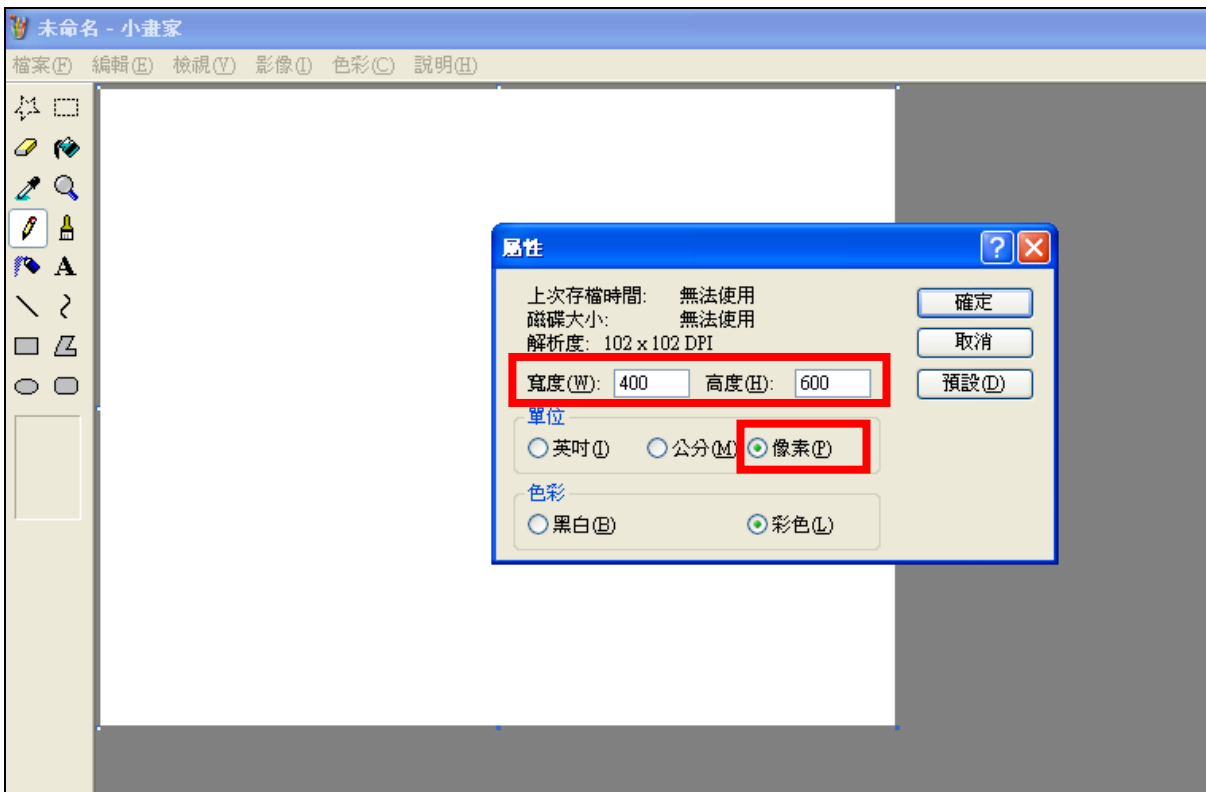 未命名 - 小畫家
檔案(F) 編輯(E) 檢視(V) 影像(I) 色彩(C) 說明(H)
A
屬性
?
上次存檔時間: 無法使用
磁碟大小: 無法使用
解析度: 102 x 102 DPI
寬度(W): 400 高度(H): 600
單位
英吋(I) 公分(M) 像素(P)
色彩
黑白(B) 彩色(L)
確定
取消
預設(D)